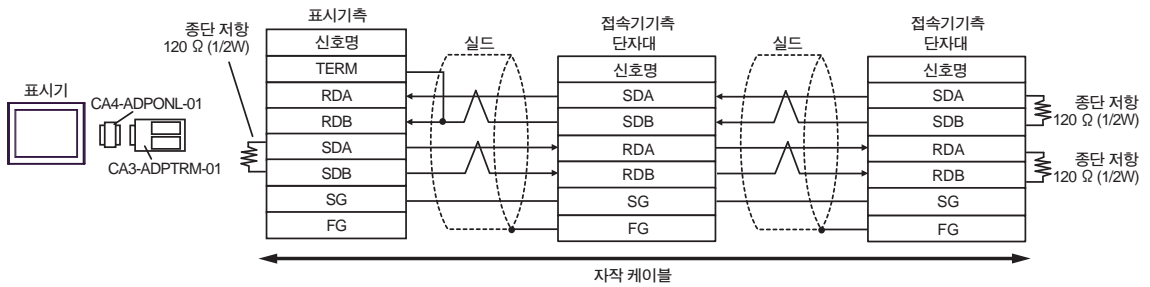 종단 저항
120 Ω (1/2W)
표시기
CA4-ADPONL-01
CA3-ADPTRM-01
표시기측
신호명
TERM
RDA
RDB
SDA
SDB
SG
FG
실드
접속기기측
단자대
신호명
SDA
SDB
RDA
RDB
SG
FG
실드
접속기기측
단자대
신호명
SDA
SDB
RDA
RDB
SG
FG
종단 저항
120 Ω (1/2W)
종단 저항
120 Ω (1/2W)
자작 케이블